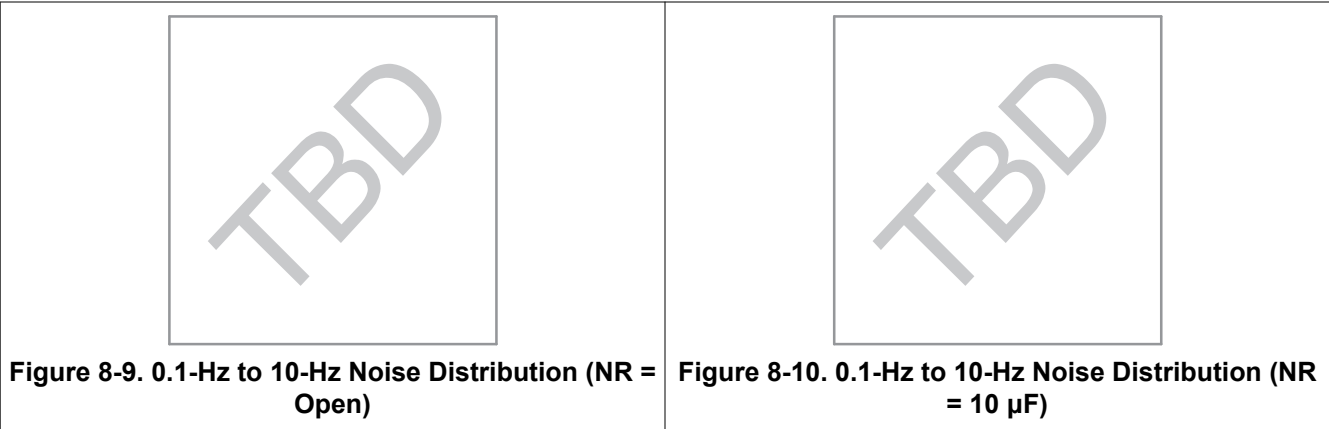 TBD
Figure 8-9. 0.1-Hz to 10-Hz Noise Distribution (NR =
Open)
TBD
Figure 8-10. 0.1-Hz to 10-Hz Noise Distribution (NR
= 10 µF)